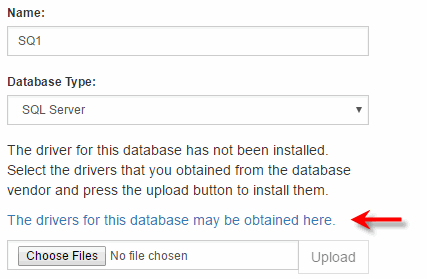 Name:
SQ1
Database Type:
SQL Server
The driver for this database has not been installed.
Select the drivers that you obtained from the database
vendor and press the upload button to install them.
The drivers for this database may be obtained here.
Choose Files No file chosen Upload